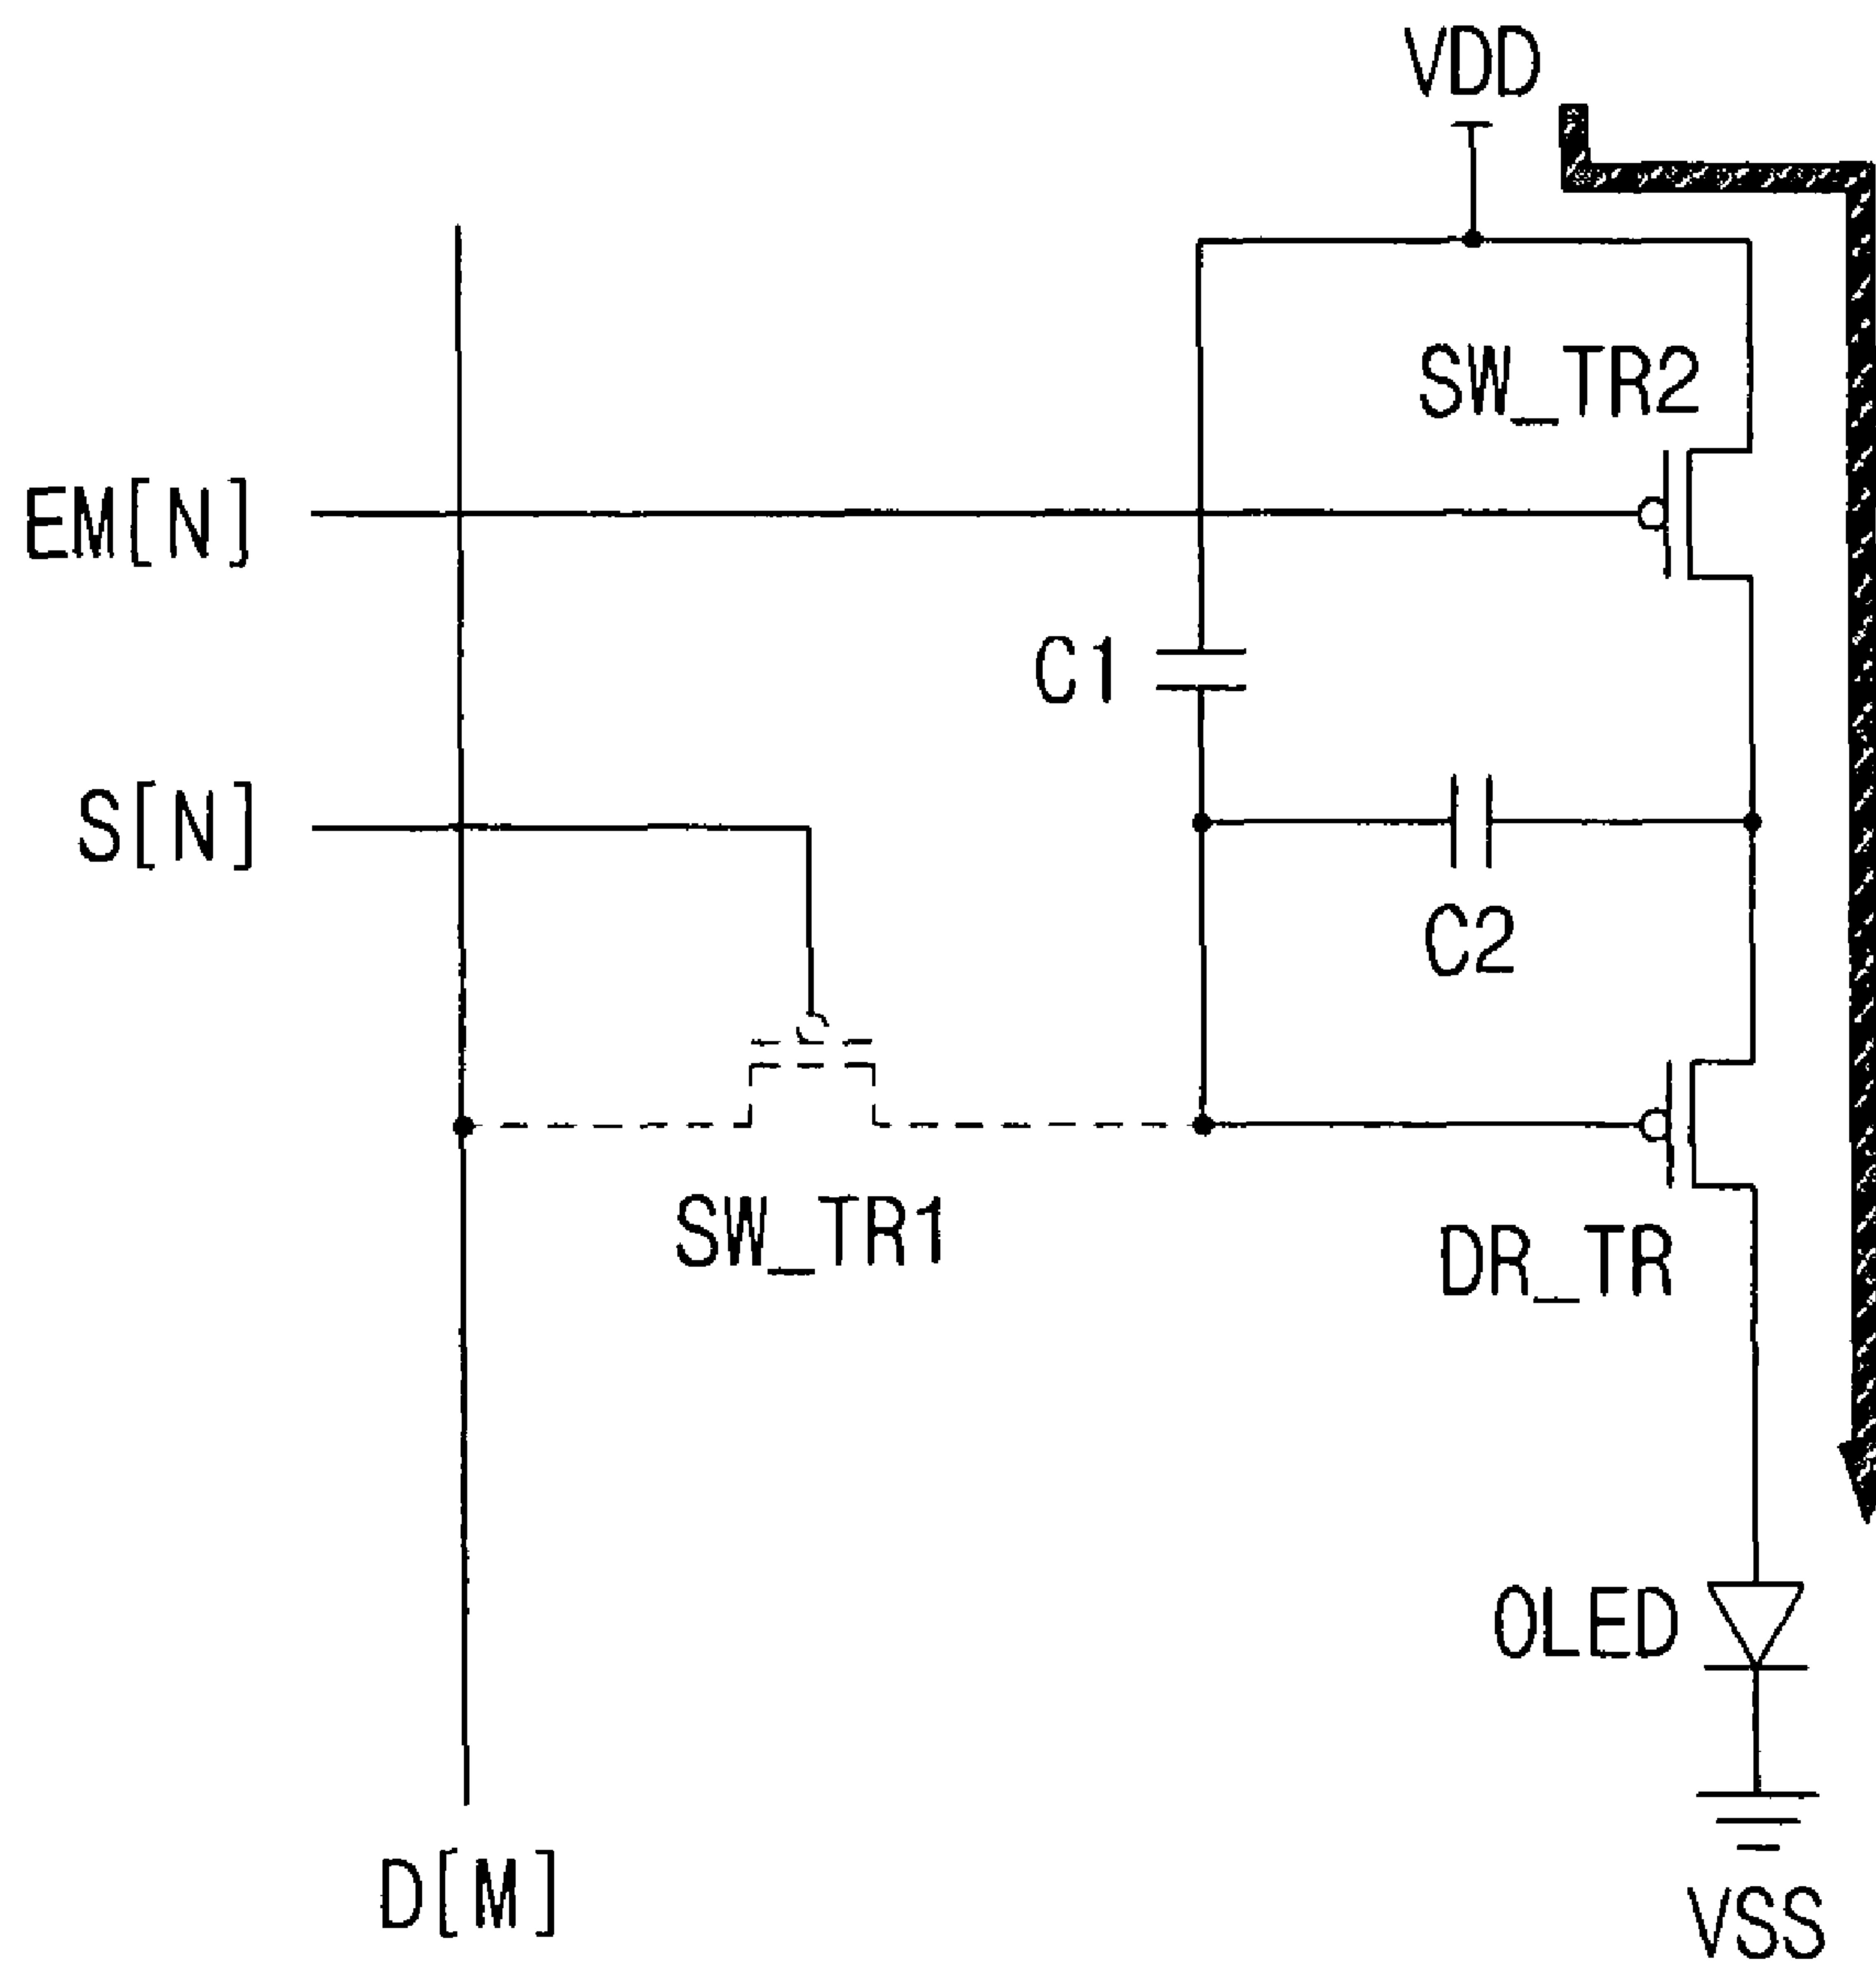 VDD
SW_TR2
EM[N]
C1
S[N]
C2
SW_TR1
DR_TR
OLED
D[M]
VSS